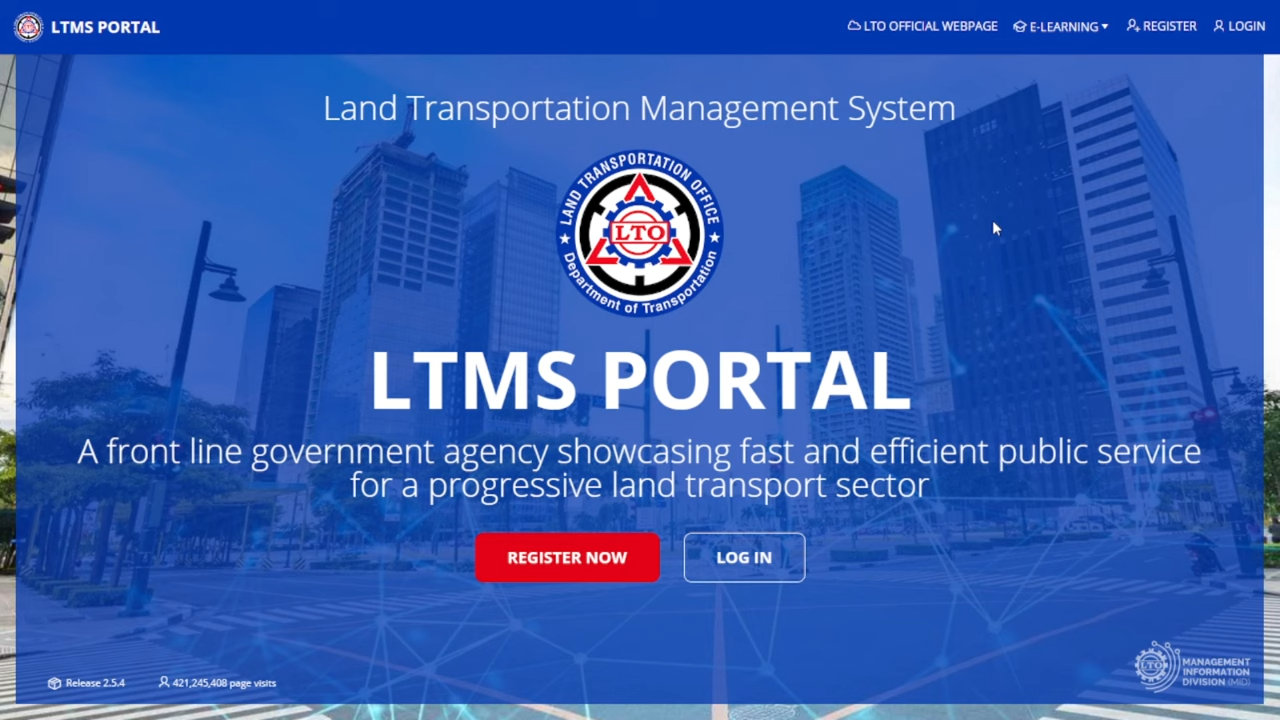 LTMS PORTAL
LTO OFFICIAL WEBPAGE
E-LEARNING
REGISTER
LOGIN
Land Transportation Management System
LAND TRANSPORTATION OFFICE
LTO
Department of Transportation
LTMS PORTAL
A front line government agency showcasing fast and efficient public service
for a progressive land transport sector
REGISTER NOW
LOG IN
Release 2.5.4
421,245,408 page visits
LTO
MANAGEMENT
INFORMATION
DIVISION (MID)